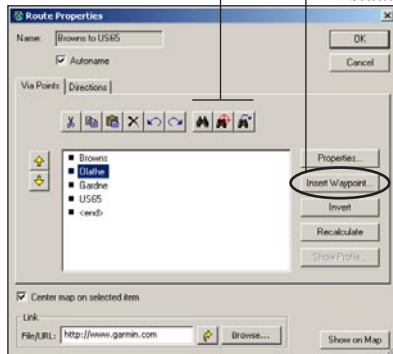 Route Properties
Name: Browns to US65
OK
Autoname
Cancel
Via Points Directions
Browns
Olathe
Gardne
US65
<end>
Properties...
Insert Waypoint...
Invert
Recalculate
Show Profile...
Center map on selected item
Link
File/URL: http://www.garmin.com
Browse...
Show on Map